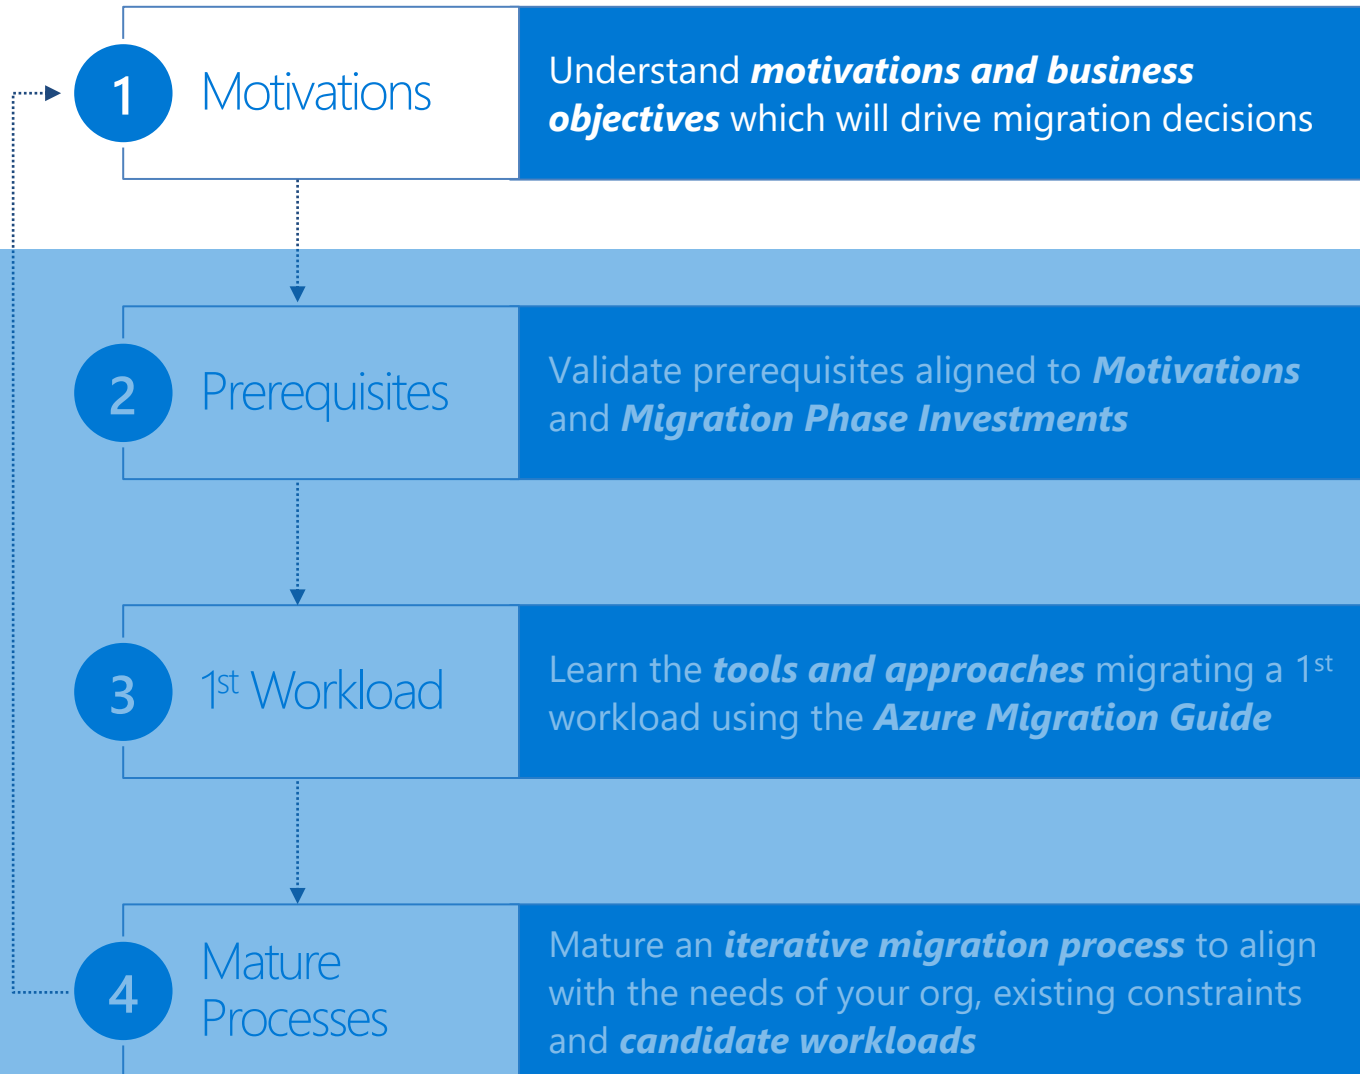 1
Motivations
Understand motivations and business
objectives which will drive migration decisions
2
Prerequisites
Validate prerequisites aligned to Motivations
and Migration Phase Investments
3
1st Workload
Learn the tools and approaches migrating a 1st
workload using the Azure Migration Guide
4
Mature
Processes
Mature an iterative migration process to align
with the needs of your org, existing constraints
and candidate workloads